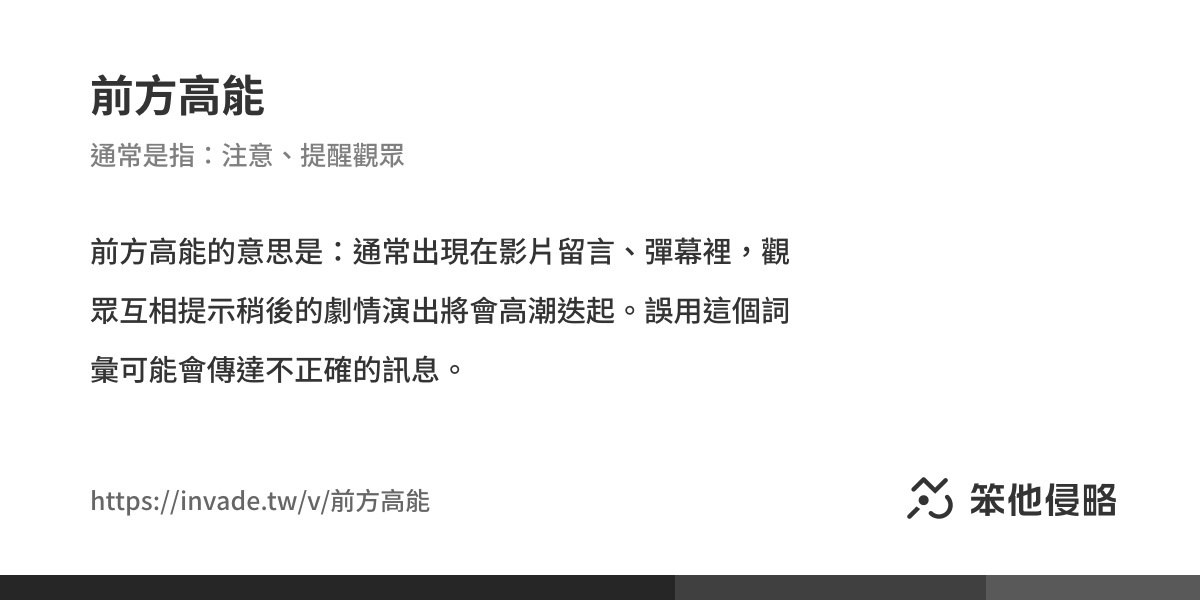 前方高能
通常是指：注意、提醒觀眾
前方高能的意思是：通常出現在影片留言、彈幕裡，觀
眾互相提示稍後的劇情演出將會高潮迭起。誤用這個詞
彙可能會傳達不正確的訊息。
https://invade.tw/v/前方高能
笨他侵略